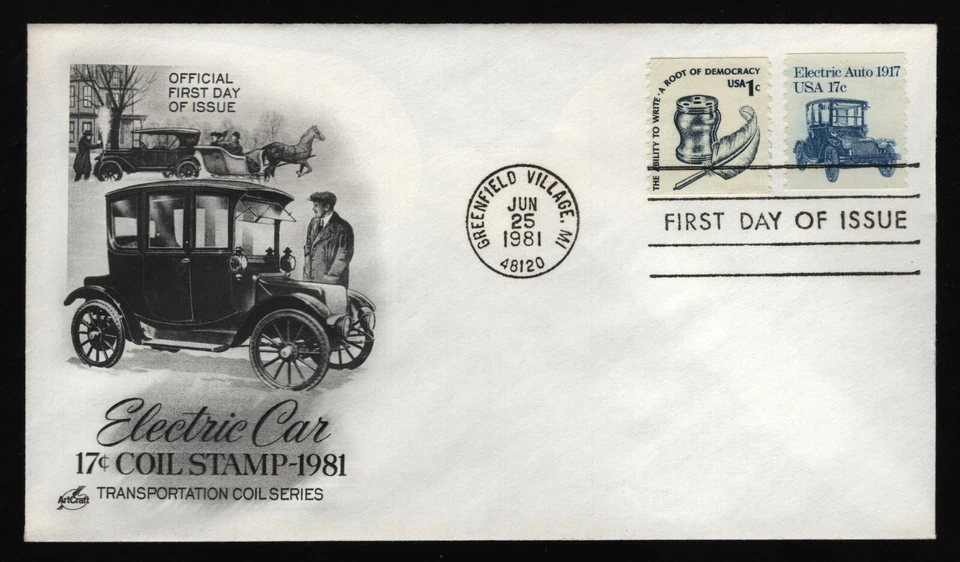 OFFICIAL
FIRST DAY
OF ISSUE
Electric Car
17¢ COIL STAMP-1981
ArtCraft TRANSPORTATION COIL SERIES
GREENFIELD VILLAGE, MI
JUN
25
1981
48120
THE ABILITY TO WRITE·A ROOT OF DEMOCRACY
USA 1c
Electric Auto 1917
USA 17c
FIRST DAY OF ISSUE